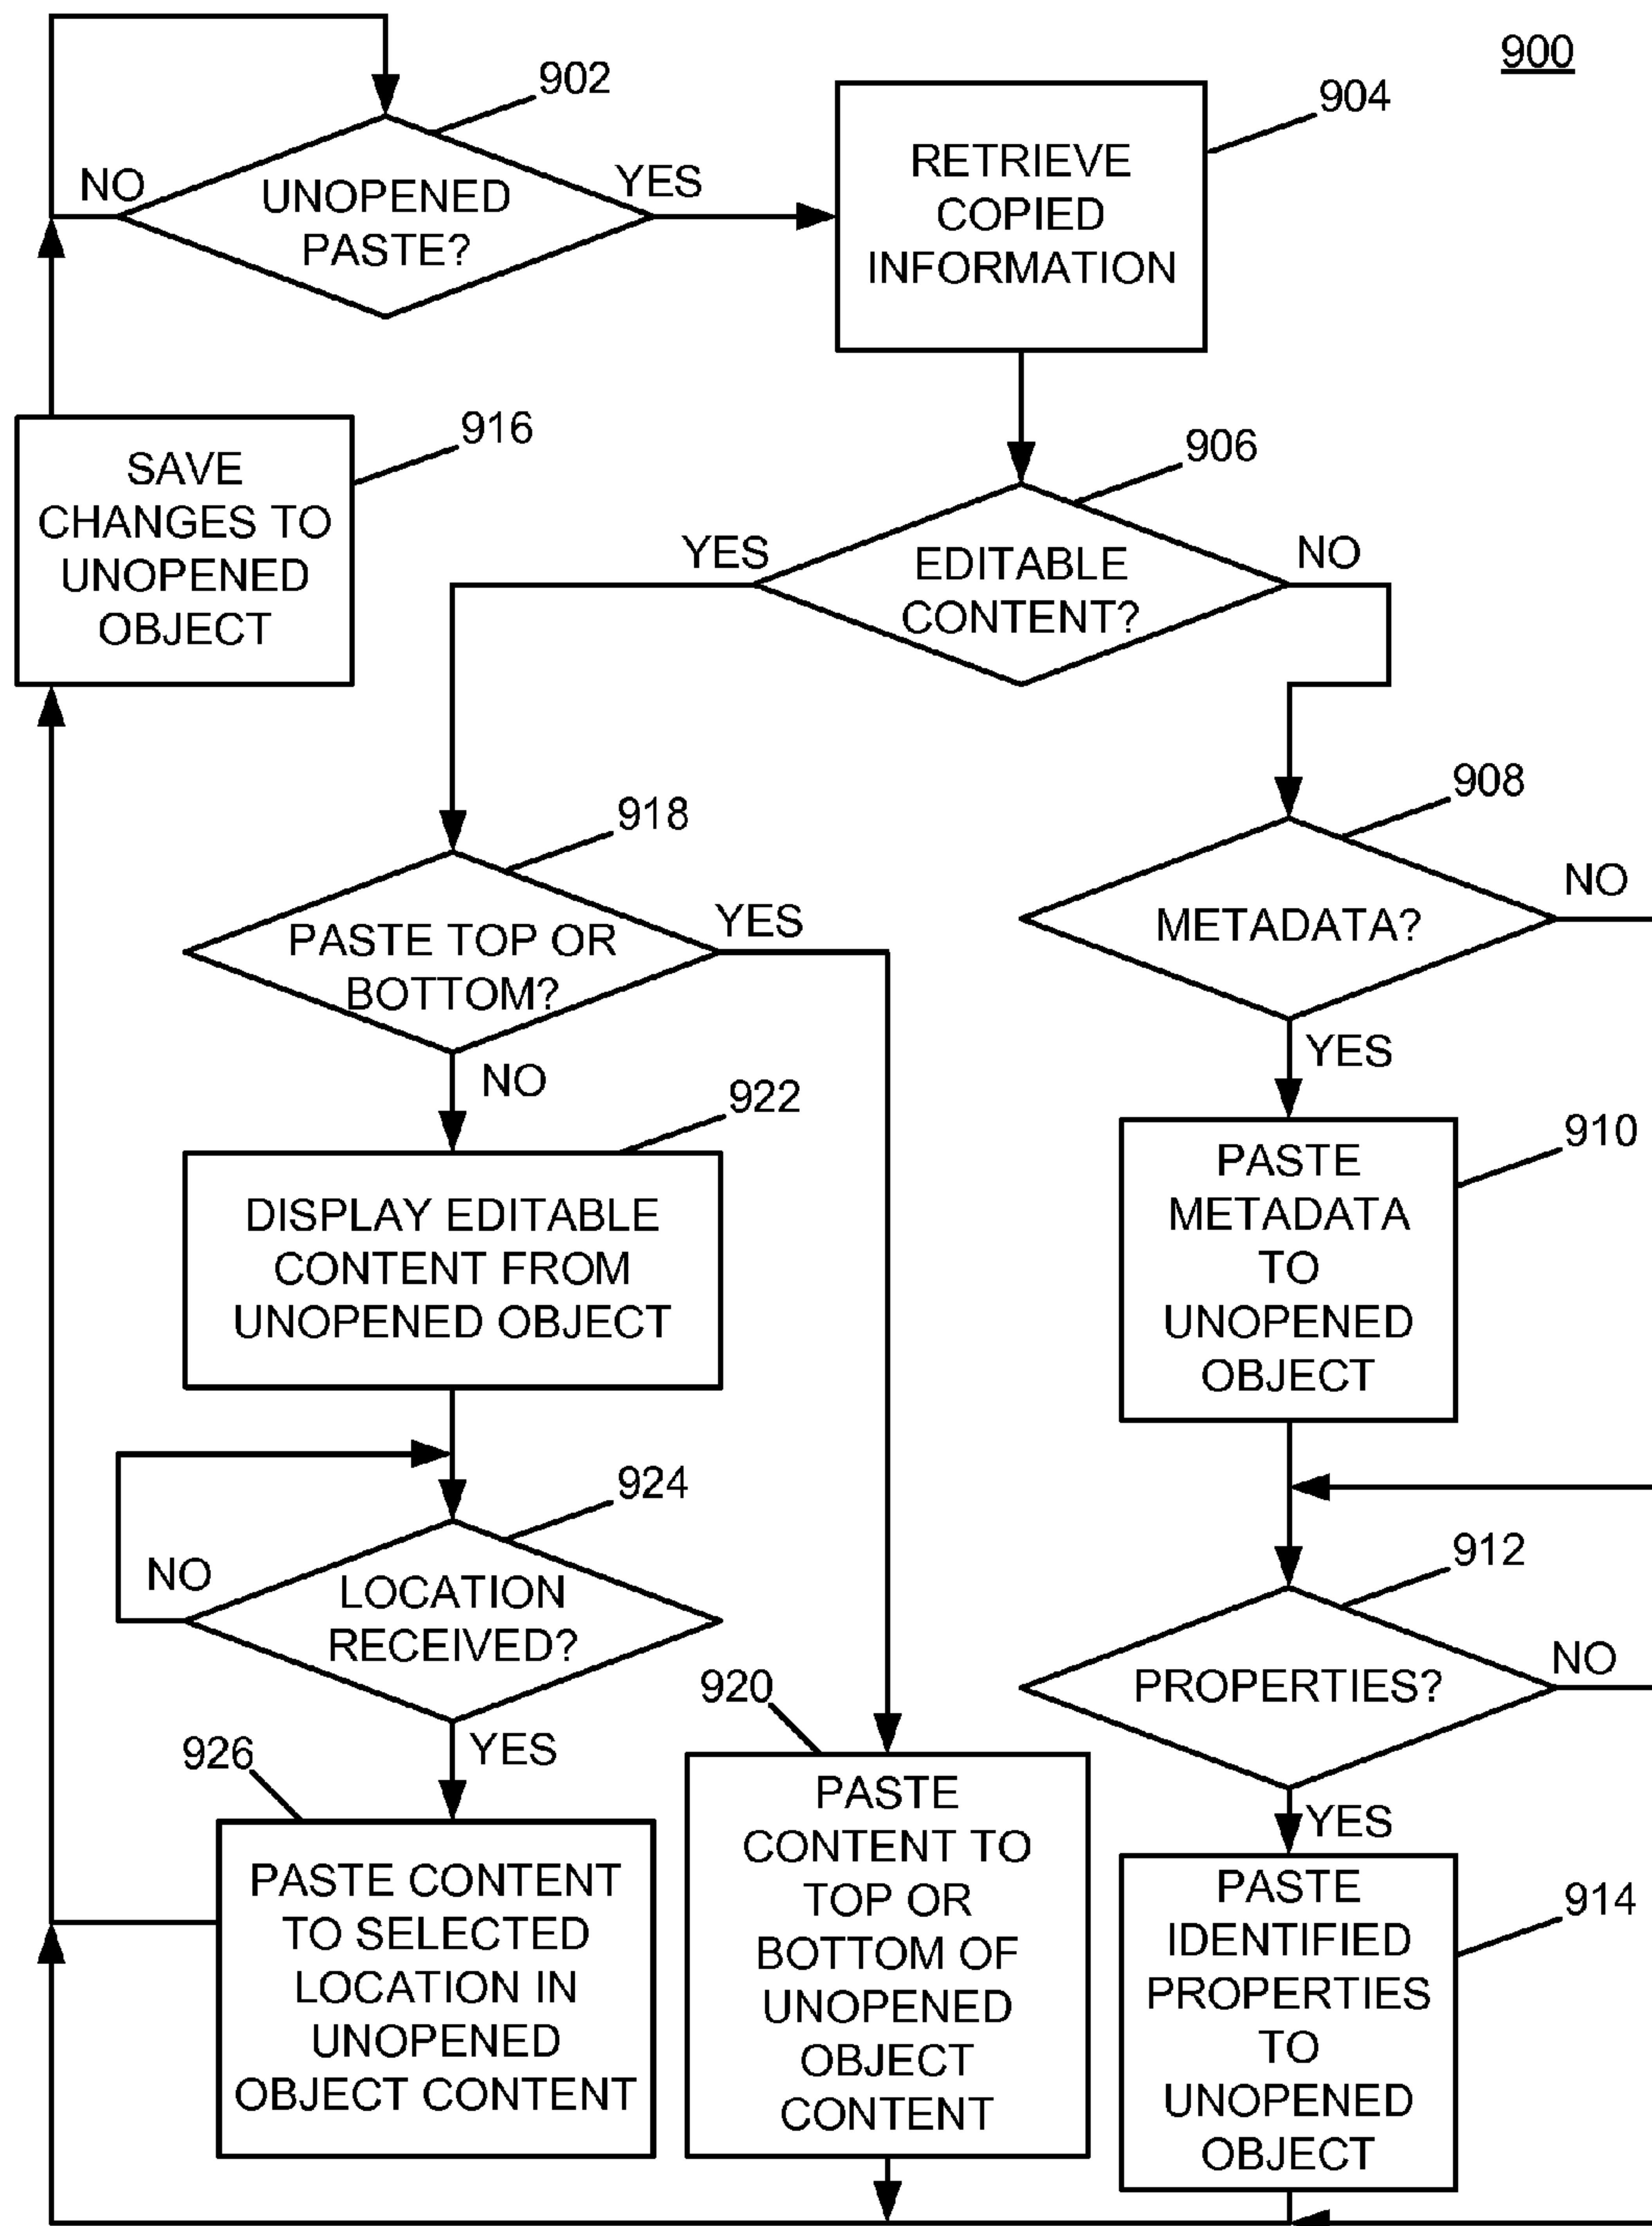 900
902
NO
UNOPENED
PASTE?
YES
904
RETRIEVE
COPIED
INFORMATION
916
SAVE
CHANGES TO
UNOPENED
OBJECT
906
YES
EDITABLE
CONTENT?
NO
918
PASTE TOP OR
BOTTOM?
YES
NO
908
METADATA?
NO
YES
922
DISPLAY EDITABLE
CONTENT FROM
UNOPENED OBJECT
910
PASTE
METADATA
TO
UNOPENED
OBJECT
924
NO
LOCATION
RECEIVED?
YES
912
PROPERTIES?
NO
YES
926
PASTE CONTENT
TO SELECTED
LOCATION IN
UNOPENED
OBJECT CONTENT
920
PASTE
CONTENT TO
TOP OR
BOTTOM OF
UNOPENED
OBJECT
CONTENT
914
PASTE
IDENTIFIED
PROPERTIES
TO
UNOPENED
OBJECT